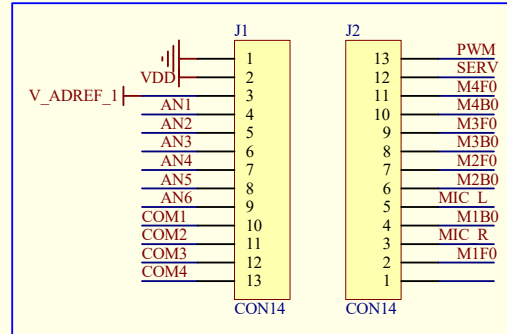 J1 J2
1 13 PWM
VDD 2 12 SERV
V_ADREF_1 3 11 M4F0
AN1 4 10 M4B0
AN2 5 9 M3F0
AN3 6 8 M3B0
AN4 7 7 M2F0
AN5 8 6 M2B0
AN6 9 5 MIC_L
COM1 10 4 M1B0
COM2 11 3 MIC_R
COM3 12 2 M1F0
COM4 13 1
CON14 CON14